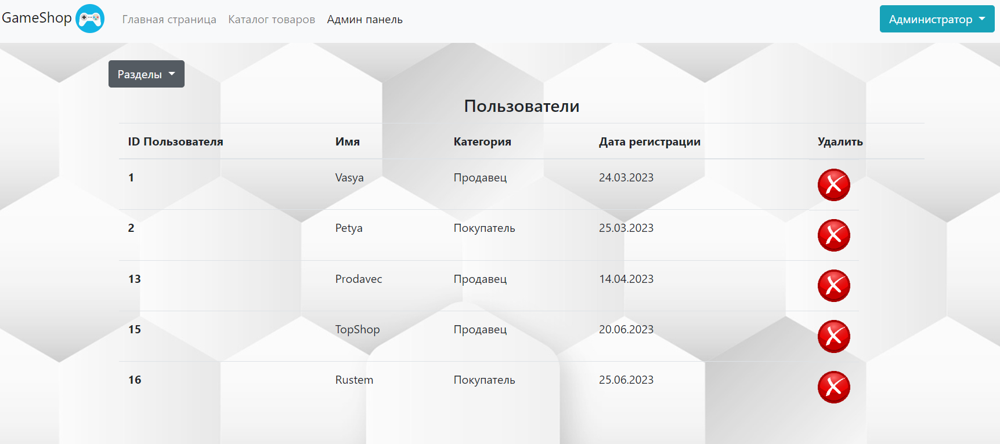 GameShop Главная страница Каталог товаров Админ панель Администратор
Разделы
Пользователи
ID Пользователя Имя Категория Дата регистрации Удалить
1 Vasya Продавец 24.03.2023
2 Petya Покупатель 25.03.2023
13 Prodavec Продавец 14.04.2023
15 TopShop Продавец 20.06.2023
16 Rustem Покупатель 25.06.2023